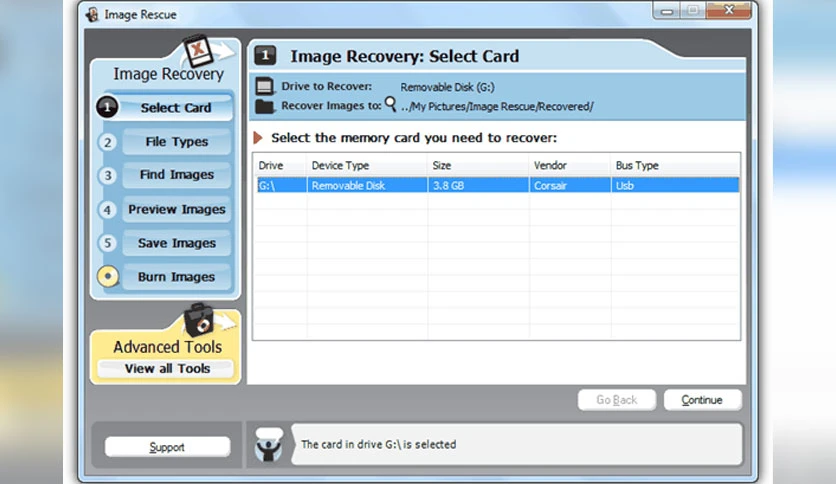 Image Rescue
Image Recovery
1 Select Card
2 File Types
3 Find Images
4 Preview Images
5 Save Images
Burn Images
Advanced Tools
View all Tools
Support
1 Image Recovery: Select Card
Drive to Recover: Removable Disk (G:)
Recover Images to: ../My Pictures/Image Rescue/Recovered/
Select the memory card you need to recover:
Drive Device Type Size Vendor Bus Type
G:\ Removable Disk 3.8 GB Corsair Usb
Go Back Continue
The card in drive G:\ is selected